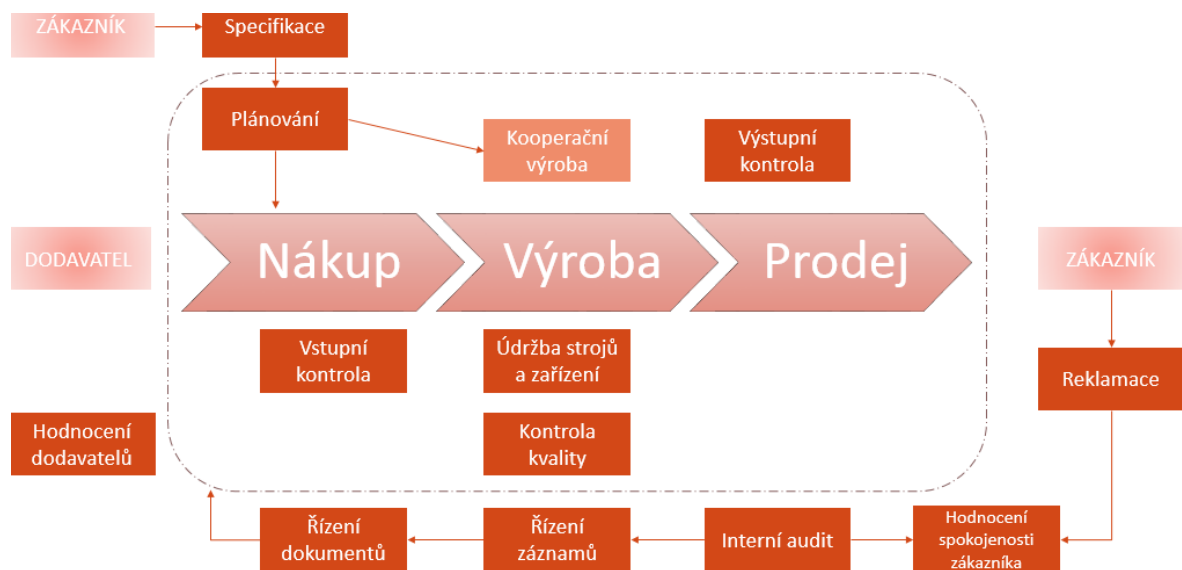 ZÁKAZNÍK
Specifikace
Plánování
Kooperační
výroba
Výstupní
kontrola
DODAVATEL
Nákup
Výroba
Prodej
ZÁKAZNÍK
Vstupní
kontrola
Údržba strojů
a zařízení
Reklamace
Hodnocení
dodavatelů
Kontrola
kvality
Řízení
dokumentů
Řízení
záznamů
Interní audit
Hodnocení
spokojenosti
zákazníka